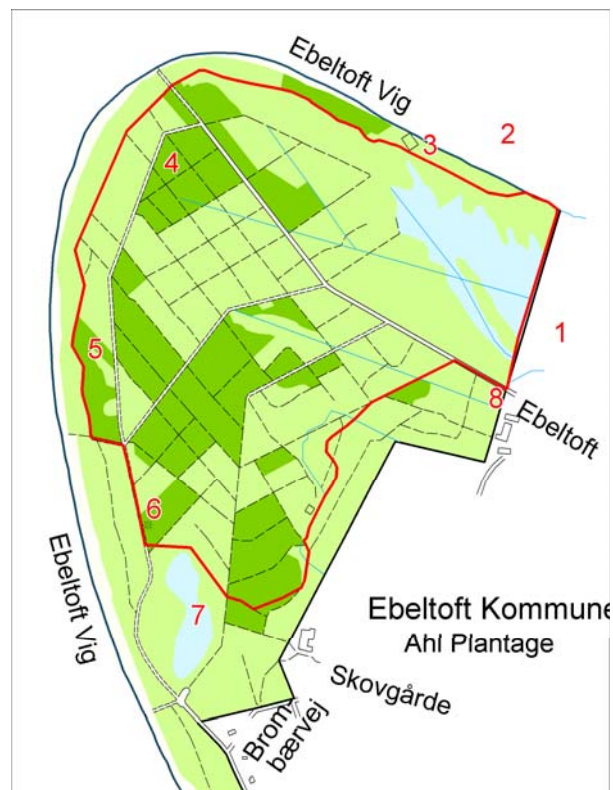 Ebeltoft Vig
2
3
4
1
5
8
Ebeltoft
6
Ebeltoft Vig
7
Ebeltoft Kommune
Ahl Plantage
Skovgårde
Brom
bærvej